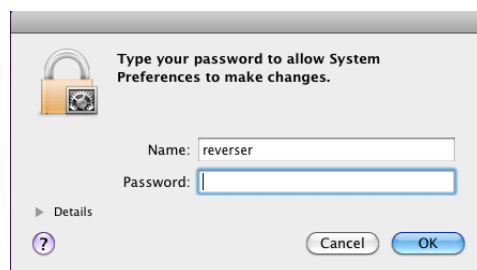 Type your password to allow System
Preferences to make changes.
Name: reverser
Password:
Details
?
Cancel
OK